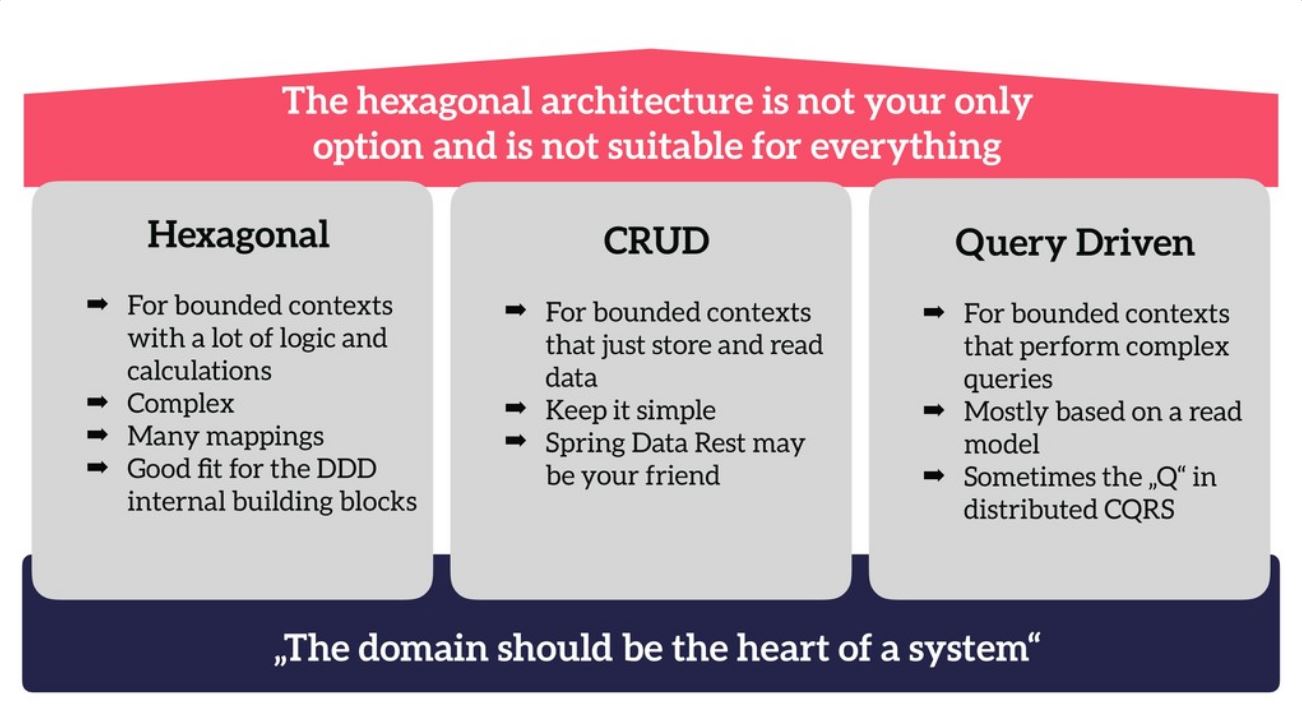 The hexagonal architecture is not your only
option and is not suitable for everything
Hexagonal
➡ For bounded contexts
with a lot of logic and
calculations
➡ Complex
➡ Many mappings
➡ Good fit for the DDD
internal building blocks
CRUD
➡ For bounded contexts
that just store and read
data
➡ Keep it simple
➡ Spring Data Rest may
be your friend
Query Driven
➡ For bounded contexts
that perform complex
queries
➡ Mostly based on a read
model
➡ Sometimes the „Q“ in
distributed CQRS
„The domain should be the heart of a system“